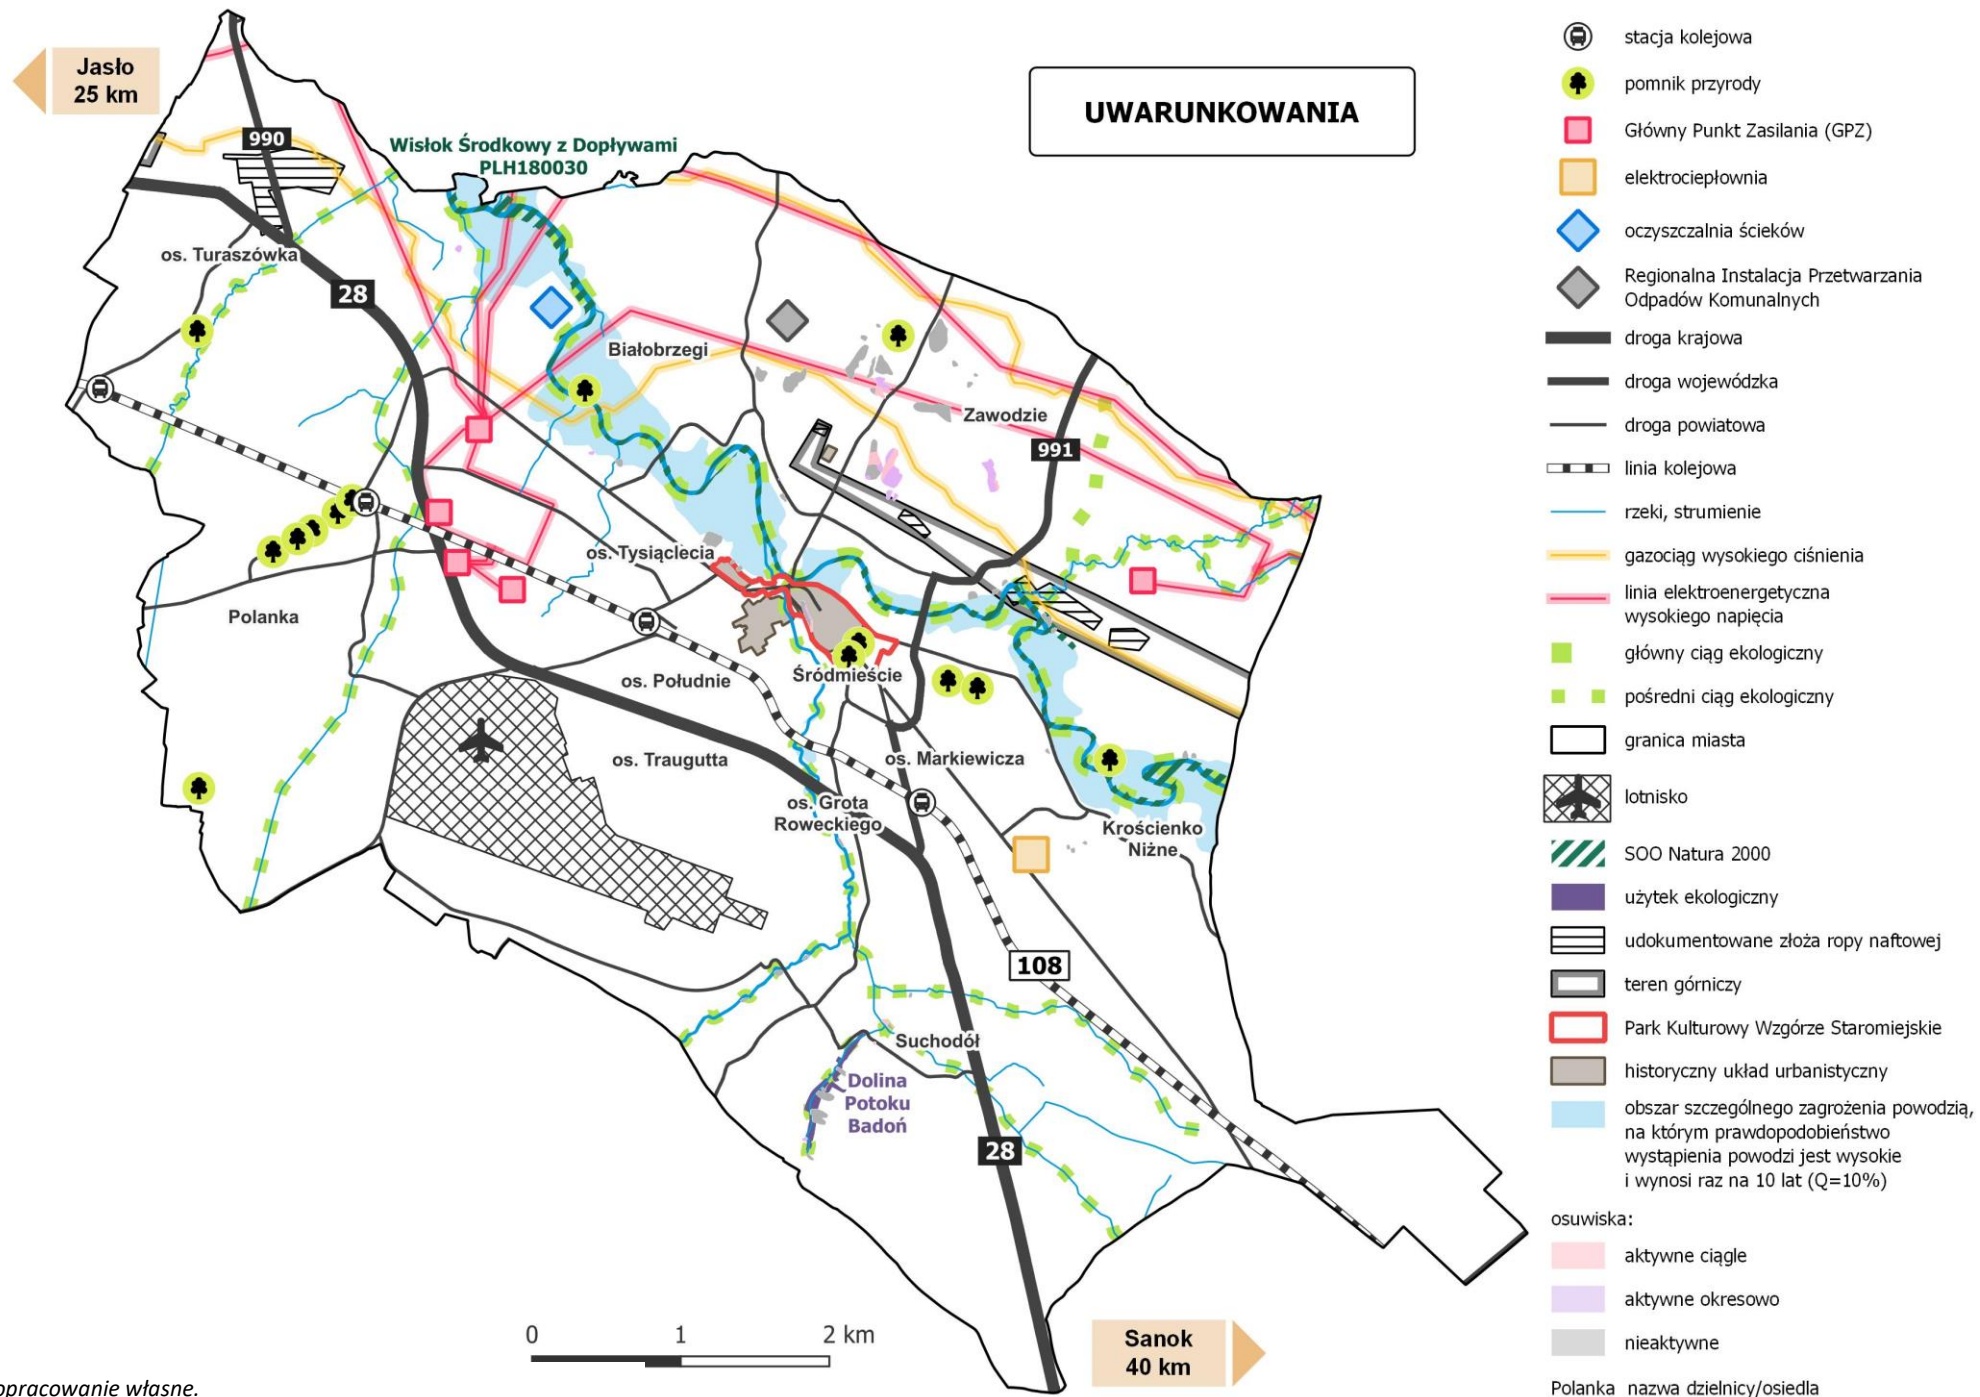 Jasło
25 km
UWARUNKOWANIA
990
Wisłok Środkowy z Dopływami
PLH180030
os. Turaszówka
28
Białobrzegi
Zawodzie
991
os. Tysiąclecia
Polanka
os. Południe
Śródmieście
os. Traugutta
os. Markiewicza
os. Grota
Roweckiego
Krościenko
Niżne
108
Suchodół
Dolina
Potoku
Badoń
28
0 1 2 km
Sanok
40 km
opracowanie własne.
stacja kolejowa
pomnik przyrody
Główny Punkt Zasilania (GPZ)
elektrociepłownia
oczyszczalnia ścieków
Regionalna Instalacja Przetwarzania
Odpadów Komunalnych
droga krajowa
droga wojewódzka
droga powiatowa
linia kolejowa
rzeki, strumienie
gazociąg wysokiego ciśnienia
linia elektroenergetyczna
wysokiego napięcia
główny ciąg ekologiczny
pośredni ciąg ekologiczny
granica miasta
lotnisko
SOO Natura 2000
użytek ekologiczny
udokumentowane złoża ropy naftowej
teren górniczy
Park Kulturowy Wzgórze Staromiejskie
historyczny układ urbanistyczny
obszar szczególnego zagrożenia powodzią,
na którym prawdopodobieństwo
wystąpienia powodzi jest wysokie
i wynosi raz na 10 lat (Q=10%)
osuwiska:
aktywne ciągle
aktywne okresowo
nieaktywne
Polanka nazwa dzielnicy/osiedla